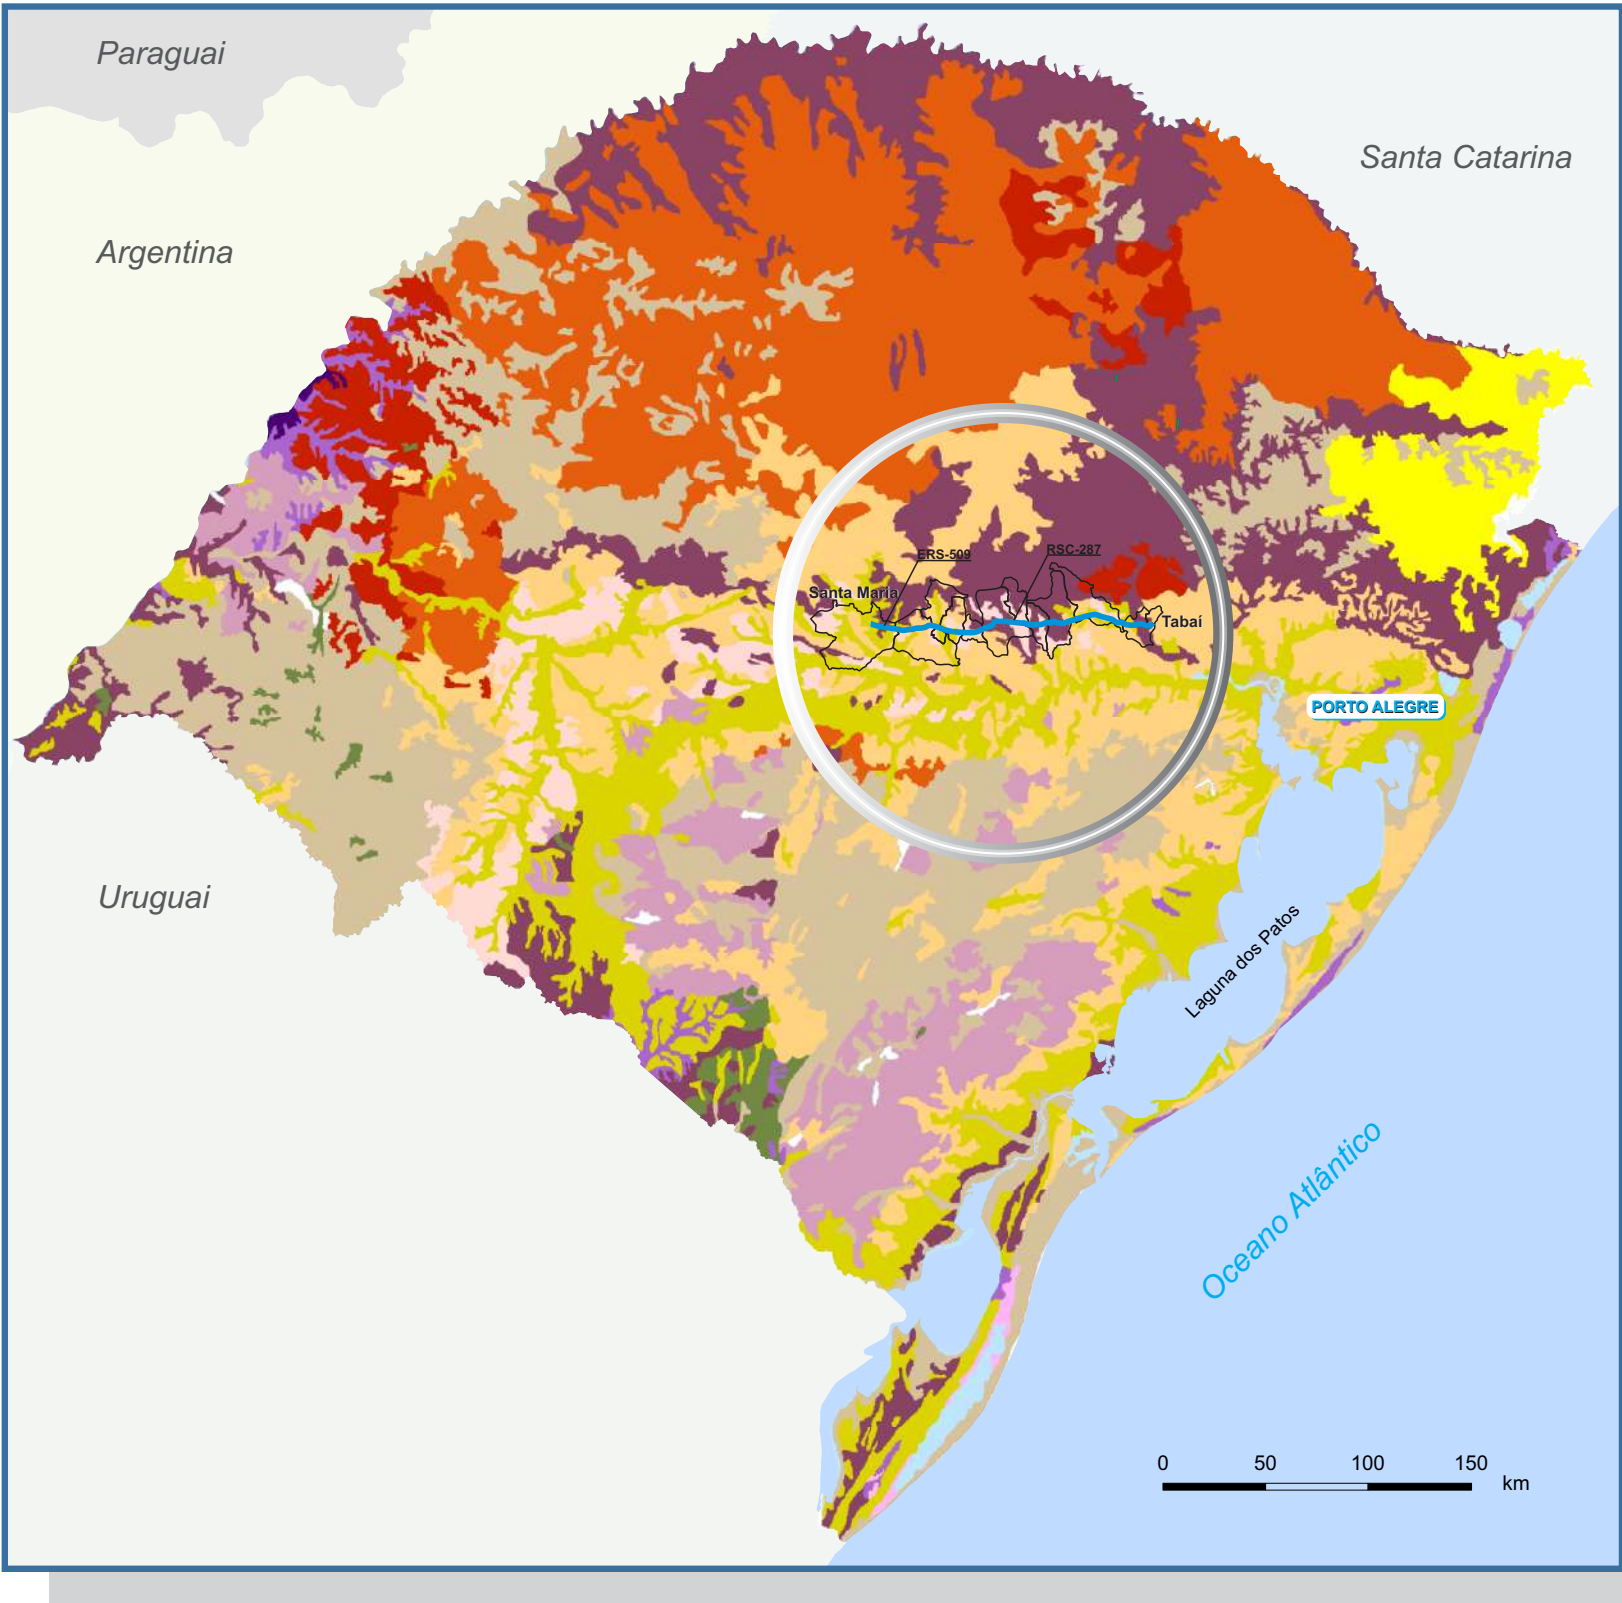 Paraguai
Santa Catarina
Argentina
ERS-509
RSC-287
Santa Maria
Tabaí
PORTO ALEGRE
Uruguai
Laguna dos Patos
Oceano Atlântico
0 50 100 150
km